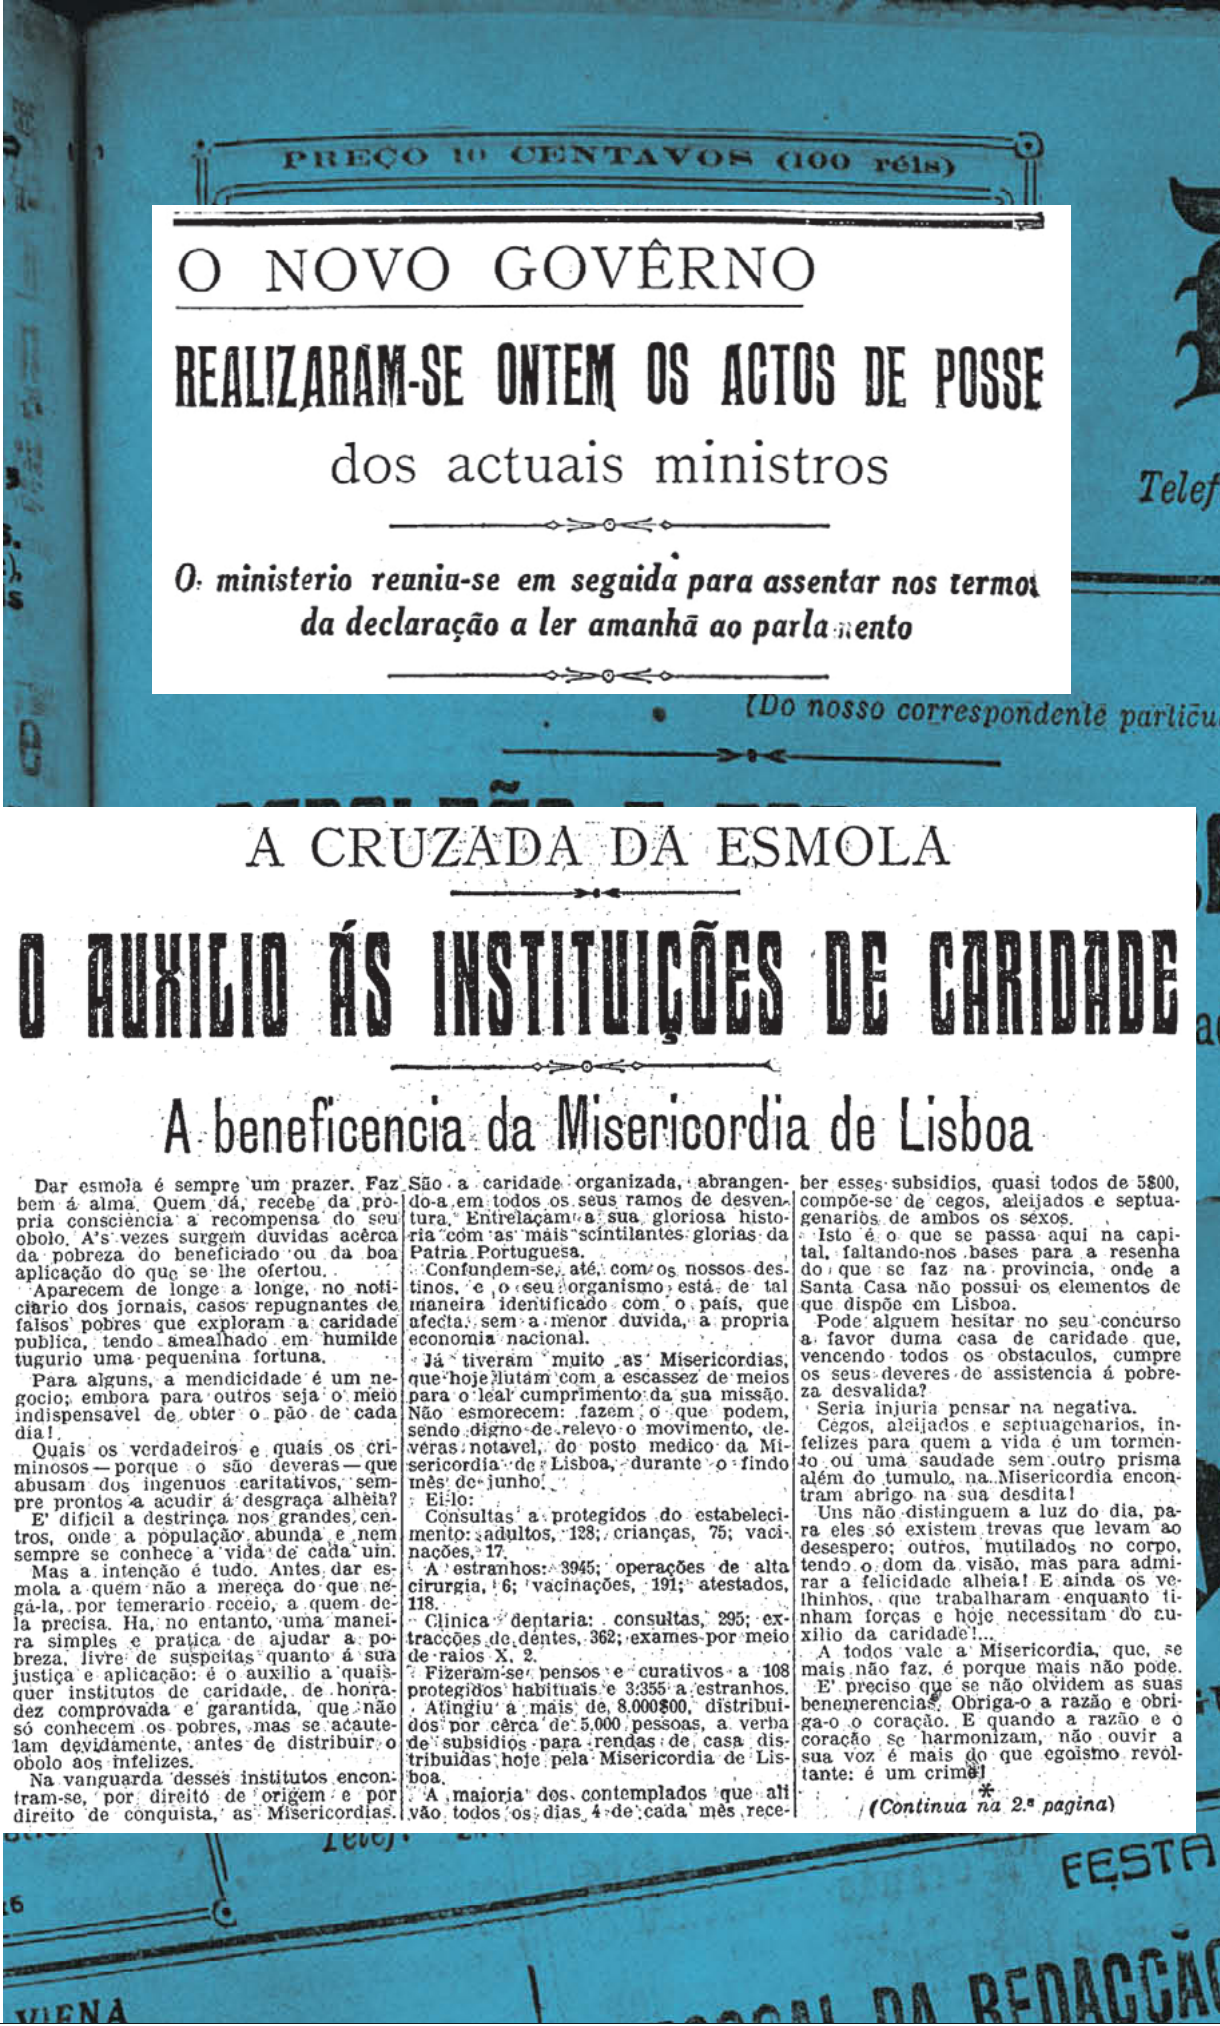 PREÇO 10 CENTAVOS (100 réis)
O NOVO GOVÊRNO
REALIZARAM-SE ONTEM OS ACTOS DE POSSE
dos actuais ministros
O ministerio reuniu-se em seguida para assentar nos termos
da declaração a ler amanhã ao parlamento
Telef
(Do nosso correspondente particu
A CRUZADA DA ESMOLA
O AUXILIO ÁS INSTITUIÇÕES DE CARIDADE
A beneficencia da Misericordia de Lisboa
Dar esmola é sempre um prazer. Faz
bem á alma. Quem dá, recebe da pro-
pria consciencia a recompensa do seu
obolo. A's vezes surgem duvidas acêrca
da pobreza do beneficiado ou da boa
aplicação do que se lhe ofertou.
Aparecem de longe a longe, no noti-
ciario dos jornais, casos repugnantes de
falsos pobres que exploram a caridade
publica, tendo amealhado em humilde
tugurio uma pequenina fortuna.
Para alguns, a mendicidade é um ne-
gocio; embora para outros seja o meio
indispensavel de obter o pão de cada
dia!
Quais os verdadeiros e quais os cri-
minosos—porque o são deveras—que
abusam dos ingenuos caritativos, sem-
pre prontos a acudir á desgraça alheia?
E' dificil a destrinça nos grandes cen-
tros, onde a população abunda e nem
sempre se conhece a vida de cada um.
Mas a intenção é tudo. Antes dar es-
mola a quem não a mereça do que ne-
gá-la, por temerario receio, a quem de-
la precisa. Ha, no entanto, uma manei-
ra simples e pratica de ajudar a po-
breza, livre de suspeitas quanto á sua
justiça e aplicação: é o auxilio a quais-
quer institutos de caridade, de honra-
dez comprovada e garantida, que não
só conhecem os pobres, mas se acaute-
lam devidamente, antes de distribuir o
obolo aos infelizes.
Na vanguarda desses institutos encon-
tram-se, por direito de origem e por
direito de conquista, as Misericordias.
São a caridade organizada, abrangen-
do-a em todos os seus ramos de desven-
tura. Entrelaçam a sua gloriosa histo-
ria com as mais scintilantes glorias da
Patria Portuguesa.
Confundem-se, até, com os nossos des-
tinos, e o seu organismo está de tal
maneira identificado com o país, que
afecta, sem a menor duvida, a propria
economia nacional.
Já tiveram muito as Misericordias,
que hoje lutam com a escassez de meios
para o leal cumprimento da sua missão.
Não esmorecem: fazem o que podem,
sendo digno de relevo o movimento, de-
véras notavel, do posto medico da Mi-
sericordia de Lisboa, durante o findo
mês de junho!
Ei-lo:
Consultas a protegidos do estabeleci-
mento: adultos, 128; crianças, 75; vaci-
nações, 17.
A estranhos: 3945; operações de alta
cirurgia, 6; vacinações, 191; atestados,
118.
Clinica dentaria: consultas, 295; ex-
tracções de dentes, 362; exames por meio
de raios X, 2.
Fizeram-se pensos e curativos a 108
protegidos habituais e 3:355 a estranhos.
Atingiu a mais de 8.000$00, distribui-
dos por cêrca de 5.000 pessoas, a verba
de subsidios para rendas de casa dis-
tribuidas hoje pela Misericordia de Lis-
boa.
A maioria dos contemplados que ali
vão todos os dias 4 de cada mês rece-
ber esses subsidios, quasi todos de 5$00,
compõe-se de cegos, aleijados e septua-
genarios de ambos os sexos.
Isto é o que se passa aqui na capi-
tal, faltando-nos bases para a resenha
do que se faz na provincia, onde a
Santa Casa não possui os elementos de
que dispõe em Lisboa.
Pode alguem hesitar no seu concurso
a favor duma casa de caridade que,
vencendo todos os obstaculos, cumpre
os seus deveres de assistencia á pobre-
za desvalida?
Seria injuria pensar na negativa.
Cégos, aleijados e septuagenarios, in-
felizes para quem a vida é um tormen-
to ou uma saudade sem outro prisma
além do tumulo, na Misericordia encon-
tram abrigo na sua desdita!
Uns não distinguem a luz do dia, pa-
ra eles só existem trevas que levam ao
desespero; outros, mutilados no corpo,
tendo o dom da visão, mas para admi-
rar a felicidade alheia! E ainda os ve-
lhinhos, que trabalharam enquanto ti-
nham forças e hoje necessitam do au-
xilio da caridade!...
A todos vale a Misericordia, que, se
mais não faz, é porque mais não pode.
E' preciso que se não olvidem as suas
benemerencias. Obriga-o a razão e obri-
ga-o o coração. E quando a razão e o
coração se harmonizam, não ouvir a
sua voz é mais do que egoismo revol-
tante: é um crime!
*
(Continua na 2.ª pagina)
Telef.
FESTA
VIENA
DA REDACÇÃO